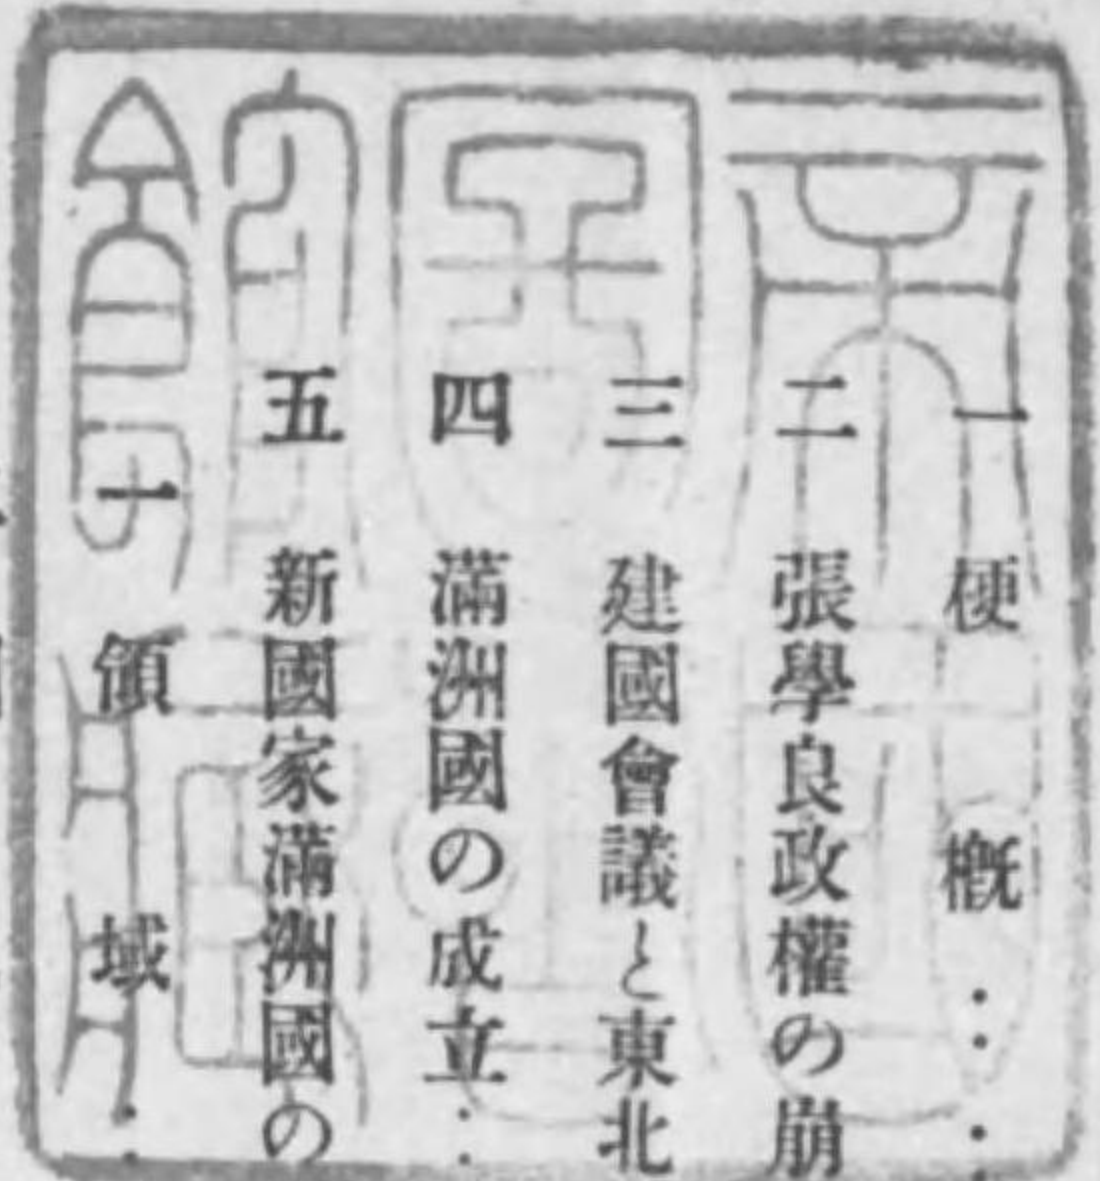 一 梗概‥‥
二 張學良政權の崩
三 建國會議と東北
四 滿洲國の成立‥
五 新國家滿洲國の
一 領域‥